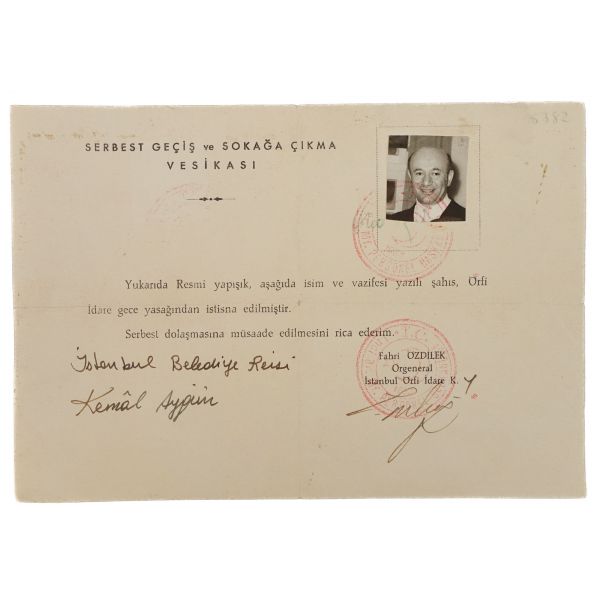 5382
SERBEST GEÇİŞ ve SOKAĞA ÇIKMA
VESİKASI
Yukarıda Resmi yapışık, aşağıda isim ve vazifesi yazılı şahıs, Örfi
İdare gece yasağından istisna edilmiştir.
Serbest dolaşmasına müsaade edilmesini rica ederim.
İstanbul Belediye Reisi
Kemâl Aygün
Fahri ÖZDİLEK
Orgeneral
İstanbul Örfi İdare K.
T.C.